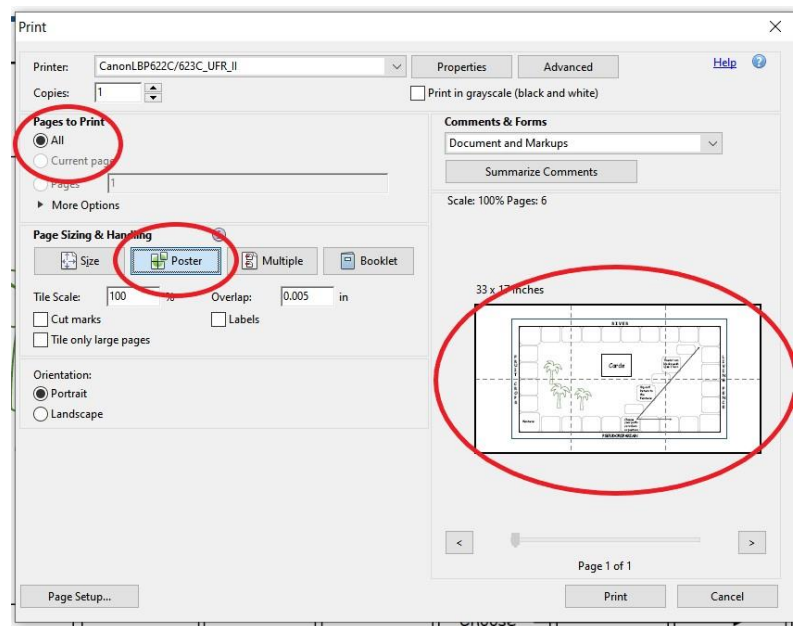 Print
Printer: CanonLBP622C/623C_UFR_II Properties Advanced Help
Copies: 1 Print in grayscale (black and white)
Pages to Print
All
Current page
Pages 1
More Options
Comments & Forms
Document and Markups
Summarize Comments
Scale: 100% Pages: 6
Page Sizing & Handling
Size Poster Multiple Booklet
Tile Scale: 100 % Overlap: 0.005 in
Cut marks Labels
Tile only large pages
Orientation:
Portrait
Landscape
33 x 17 inches
Cards
Page 1 of 1
Page Setup... Print Cancel